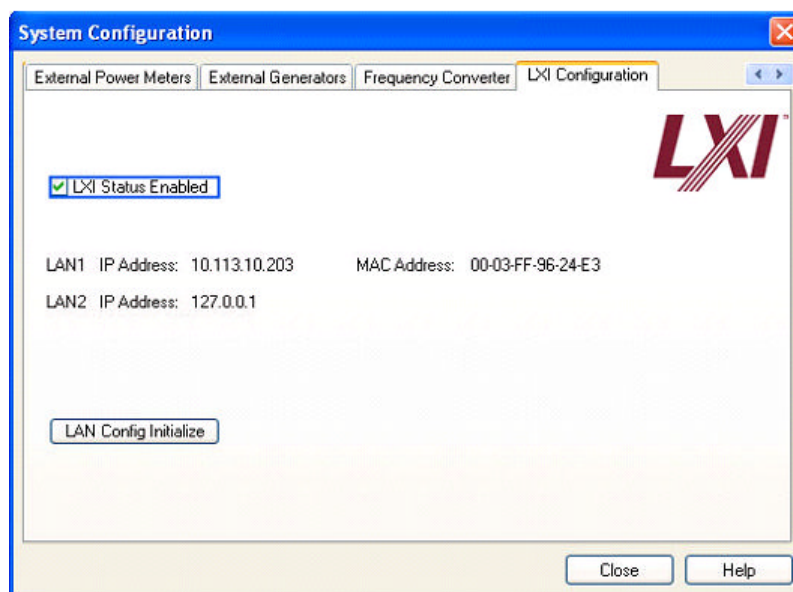 System Configuration
External Power Meters External Generators Frequency Converter LXI Configuration
LXI
LXI Status Enabled
LAN1 IP Address: 10.113.10.203 MAC Address: 00-03-FF-96-24-E3
LAN2 IP Address: 127.0.0.1
LAN Config Initialize
Close Help